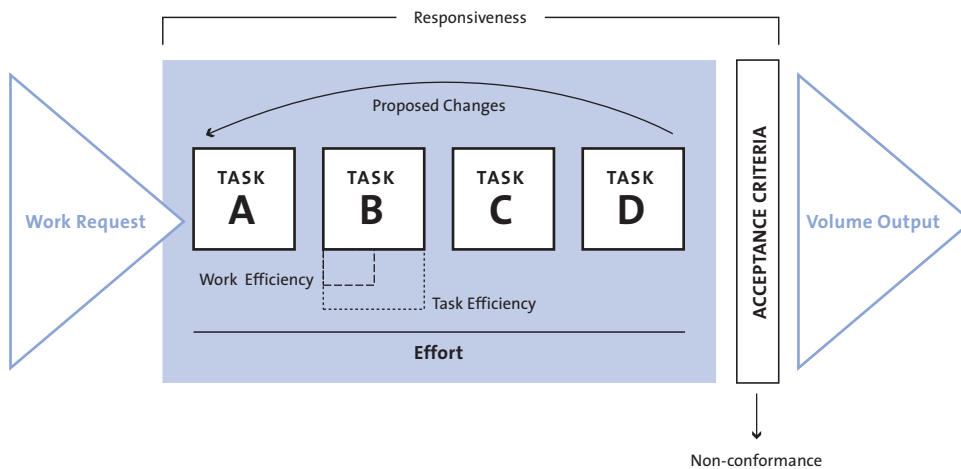 Responsiveness
Proposed Changes
TASK
A
TASK
B
TASK
C
TASK
D
Work Request
ACCEPTANCE CRITERIA
Volume Output
Work Efficiency
Task Efficiency
Effort
Non-conformance